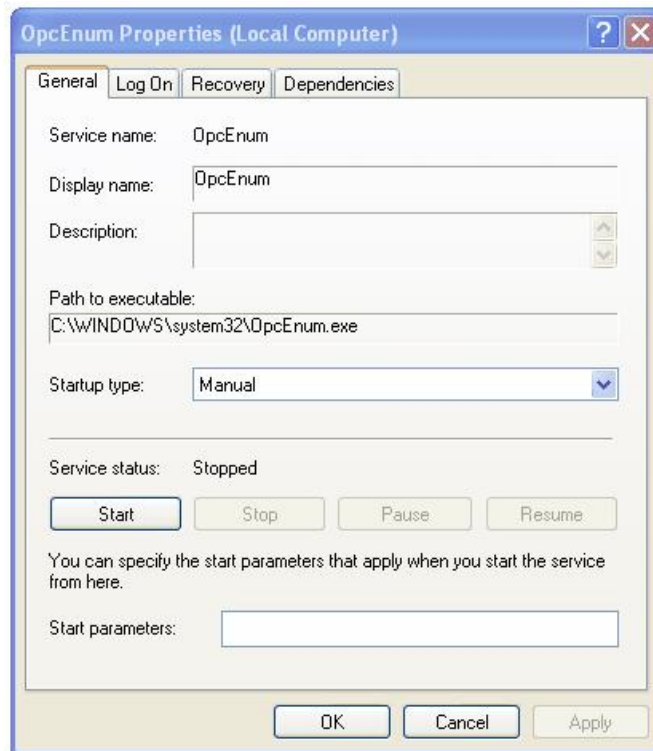 OpcEnum Properties (Local Computer)
General Log On Recovery Dependencies
Service name: OpcEnum
Display name: OpcEnum
Description:
Path to executable:
C:\WINDOWS\system32\OpcEnum.exe
Startup type: Manual
Service status: Stopped
Start Stop Pause Resume
You can specify the start parameters that apply when you start the service
from here.
Start parameters:
OK Cancel Apply